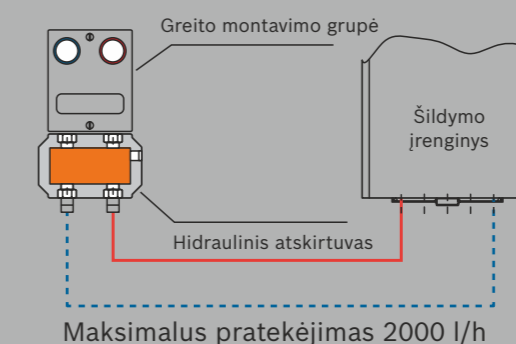 Greito montavimo grupė
Šildymo
įrenginys
Hidraulinis atskirtuvas
Maksimalus pratekėjimas 2000 l/h